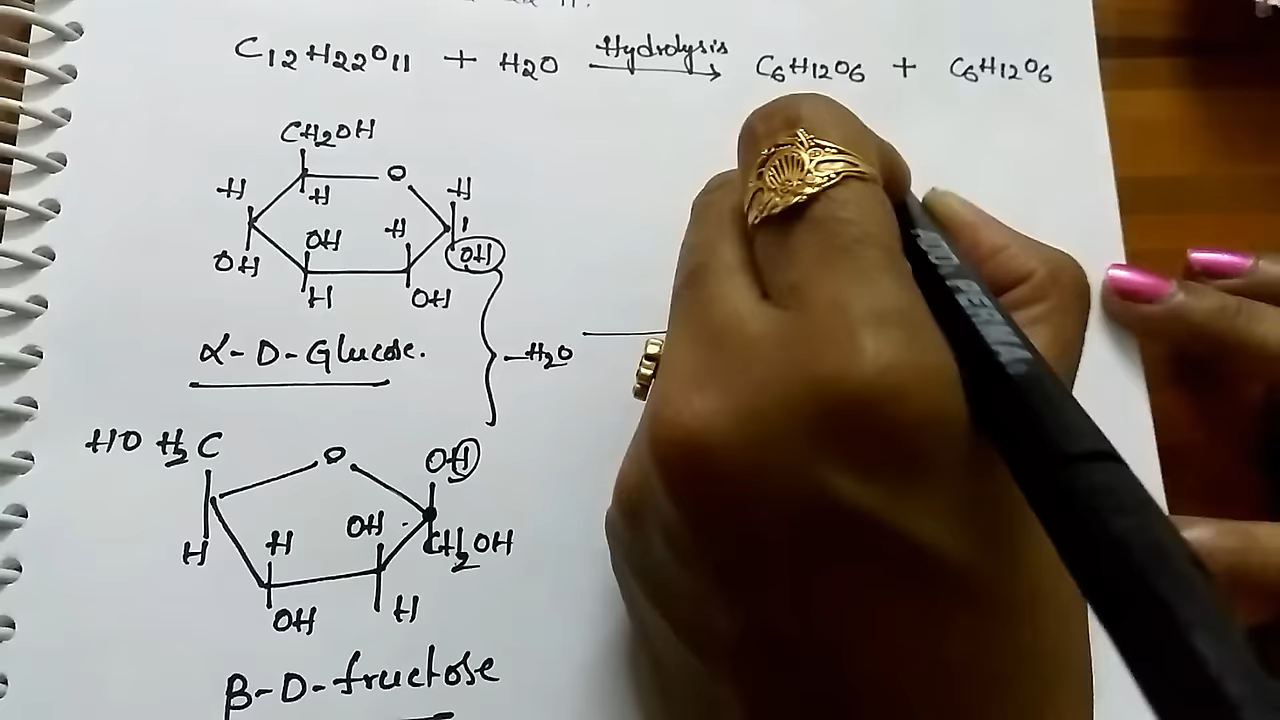 C12H22O11 + H2O Hydrolysis C6H12O6 + C6H12O6
CH2OH
H O H
H
OH H 1
OH OH
H OH
α-D-Glucose.
-H2O
HO H2C O OH
OH
H H CH2OH
OH H
β-D-fructose